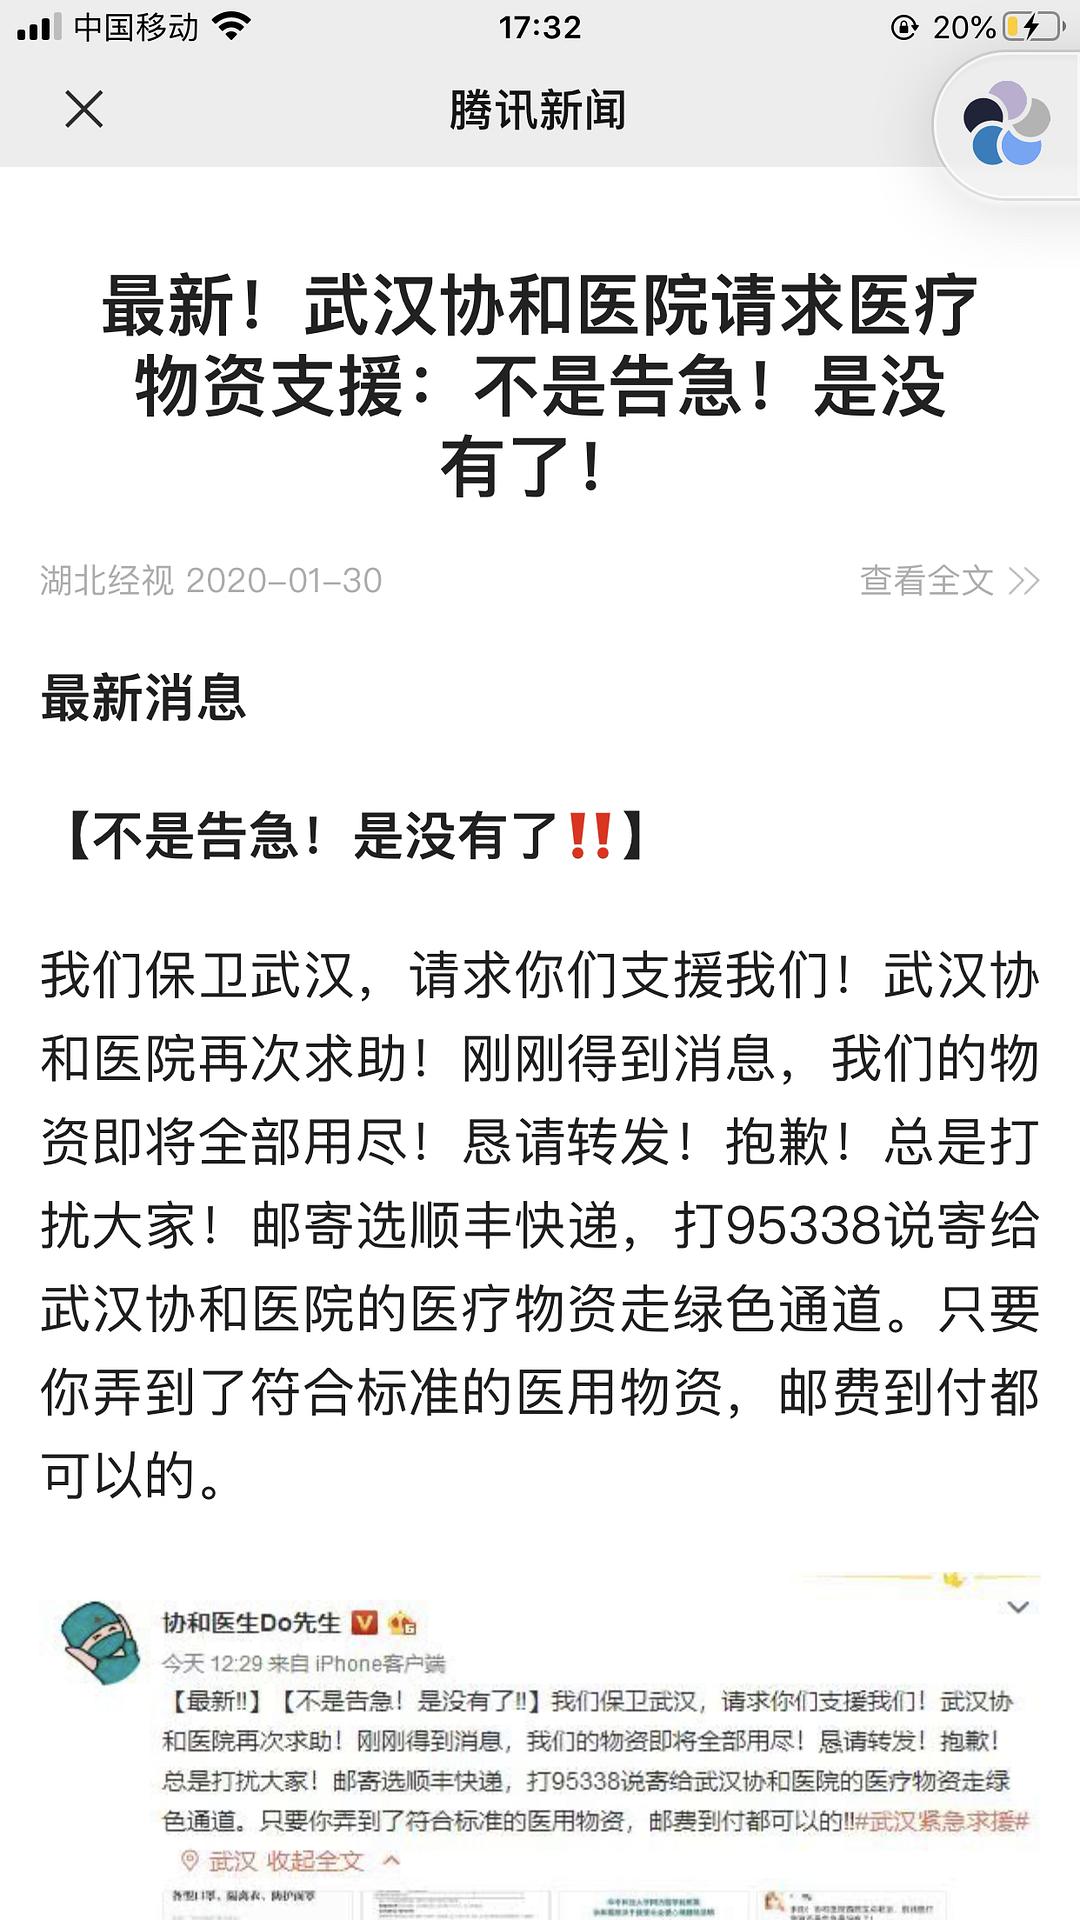 中国移动
17:32
20%
腾讯新闻
最新！武汉协和医院请求医疗
物资支援：不是告急！是没
有了！
湖北经视 2020-01-30
查看全文
最新消息
【不是告急！是没有了‼️】
我们保卫武汉，请求你们支援我们！武汉协
和医院再次求助！刚刚得到消息，我们的物
资即将全部用尽！恳请转发！抱歉！总是打
扰大家！邮寄选顺丰快递，打95338说寄给
武汉协和医院的医疗物资走绿色通道。只要
你弄到了符合标准的医用物资，邮费到付都
可以的。
协和医生Do先生
今天 12:29 来自 iPhone客户端
【最新‼】【不是告急！是没有了‼】我们保卫武汉，请求你们支援我们！武汉协
和医院再次求助！刚刚得到消息，我们的物资即将全部用尽！恳请转发！抱歉！
总是打扰大家！邮寄选顺丰快递，打95338说寄给武汉协和医院的医疗物资走绿
色通道。只要你弄到了符合标准的医用物资，邮费到付都可以的‼#武汉紧急求援#
武汉 收起全文
各型口罩、隔离衣、防护面罩